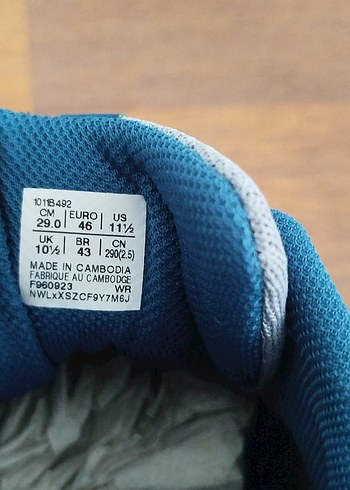 1011B492
CM EURO US
29.0 46 11½
UK BR CN
10½ 43 290(2.5)
MADE IN CAMBODIA
FABRIQUE AU CAMBODGE
F960923 WR
NWLxXSZCF9Y7M6J